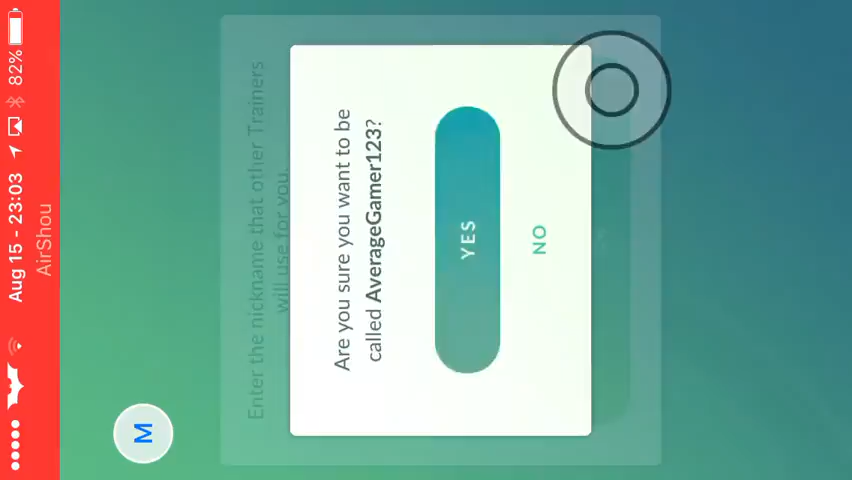 Aug 15 - 23:03
82%
AirShou
M
Enter the nickname that other Trainers
will use for you.
Are you sure you want to be
called AverageGamer123?
YES
NO